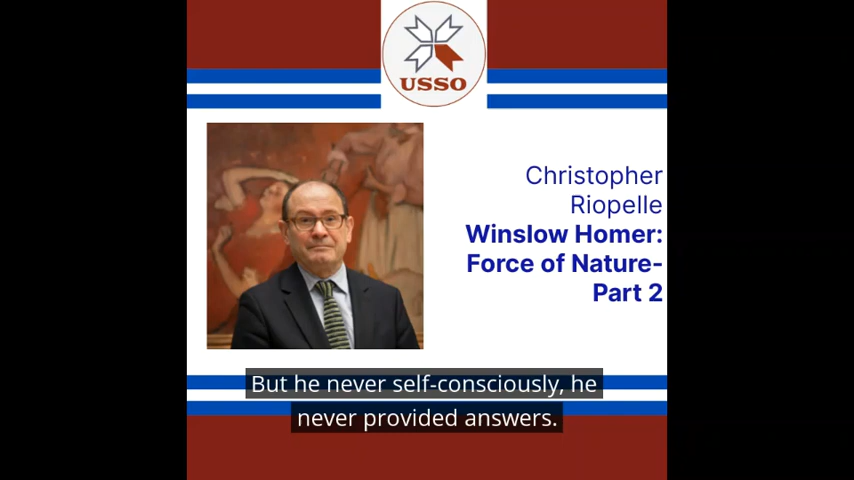 USSO
Christopher
Riopelle
Winslow Homer:
Force of Nature-
Part 2
But he never self-consciously, he
never provided answers.